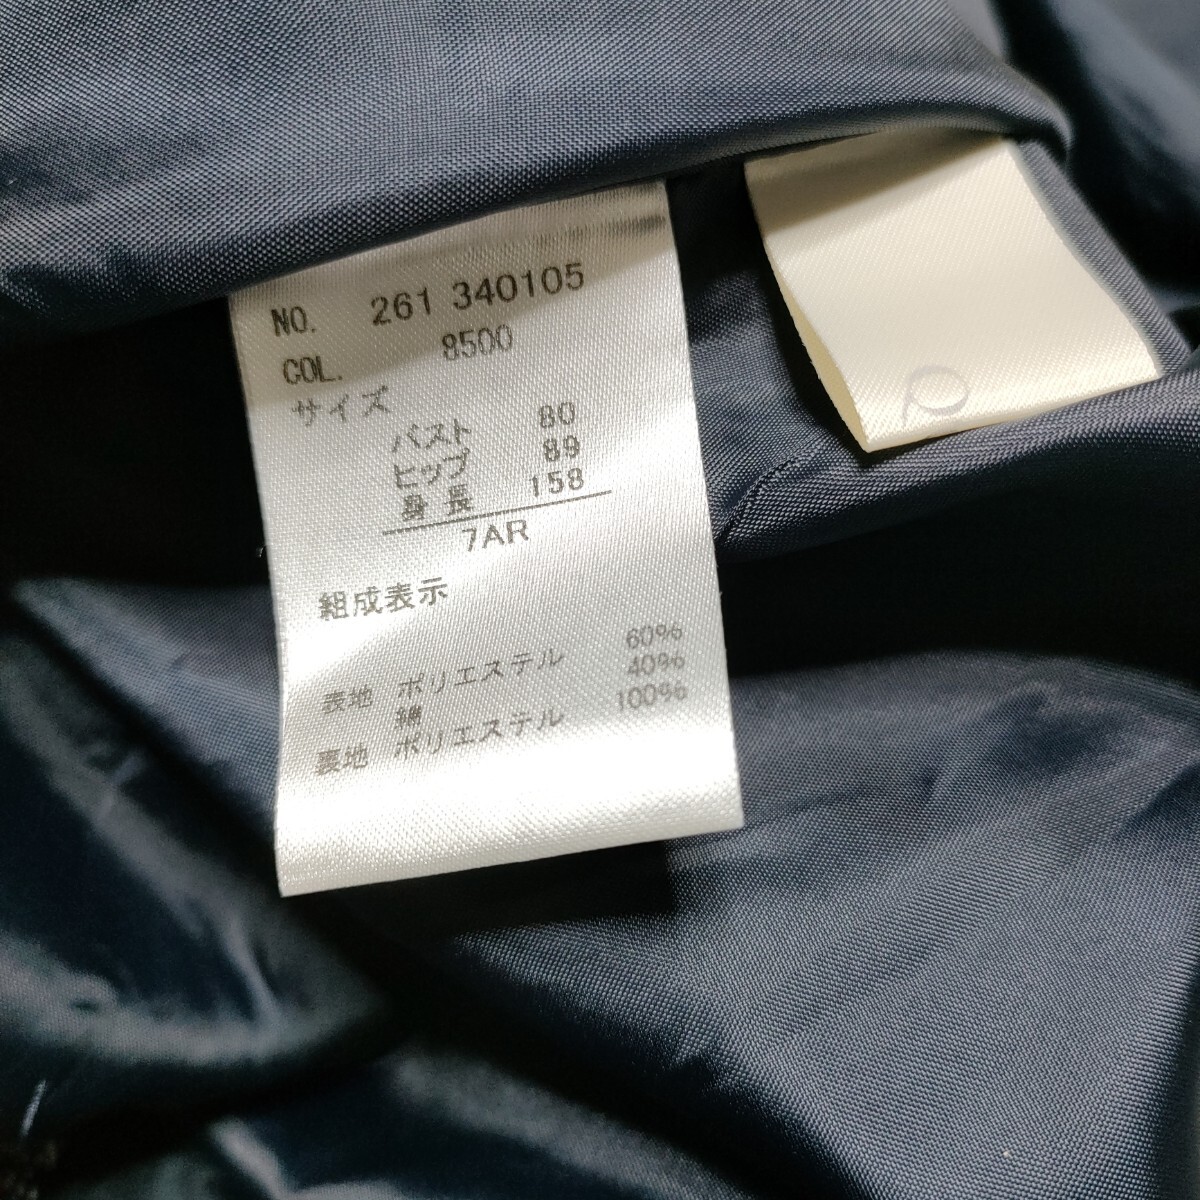 NO. 261 340105
COL. 8500
サイズ
バスト 80
ヒップ 89
身長 158
7AR
組成表示
表地 ポリエステル 60%
綿 40%
裏地 ポリエステル 100%